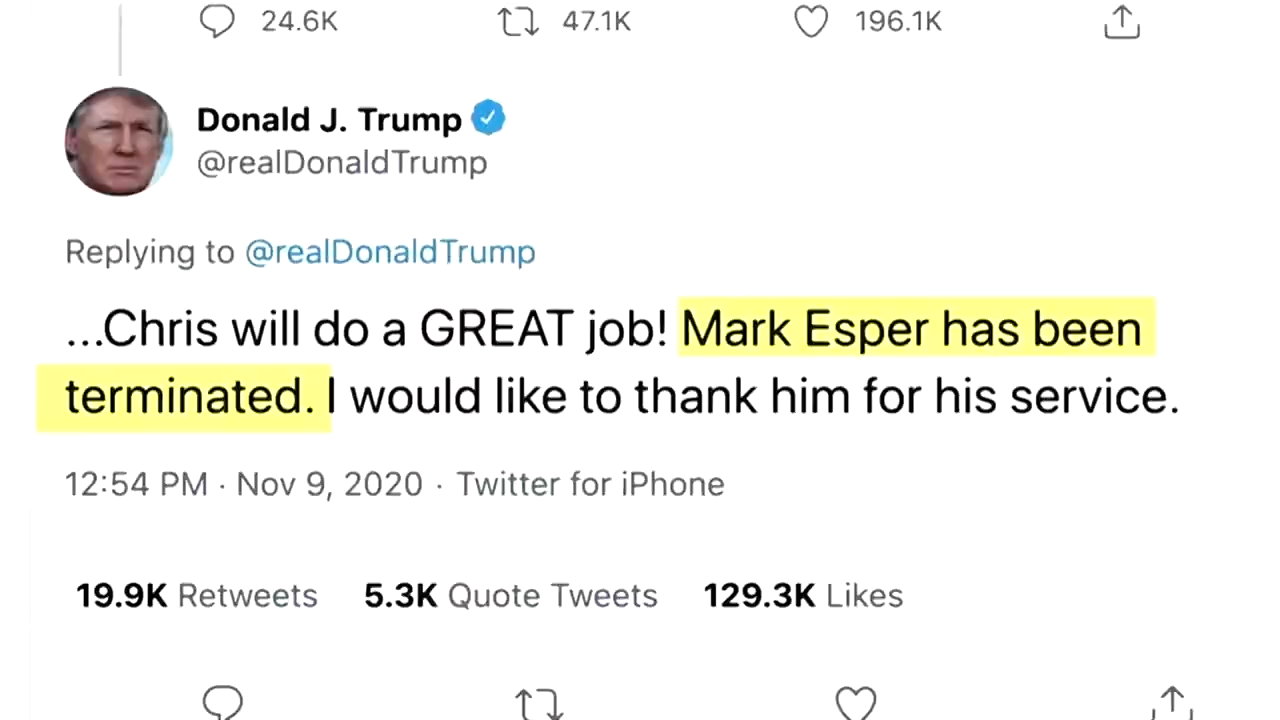 24.6K 47.1K 196.1K
Donald J. Trump
@realDonaldTrump
Replying to @realDonaldTrump
...Chris will do a GREAT job! Mark Esper has been
terminated. I would like to thank him for his service.
12:54 PM · Nov 9, 2020 · Twitter for iPhone
19.9K Retweets 5.3K Quote Tweets 129.3K Likes